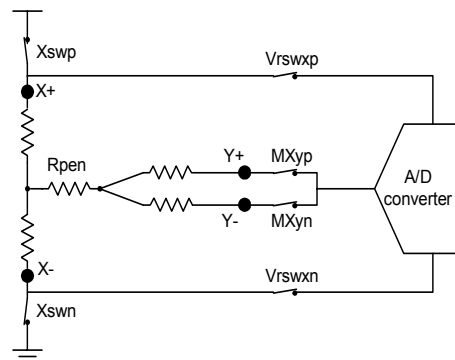 Xswp
Vrswxp
X+
Rpen
Y+
MXyp
A/D
converter
Y-
MXyn
X-
Vrswxn
Xswn